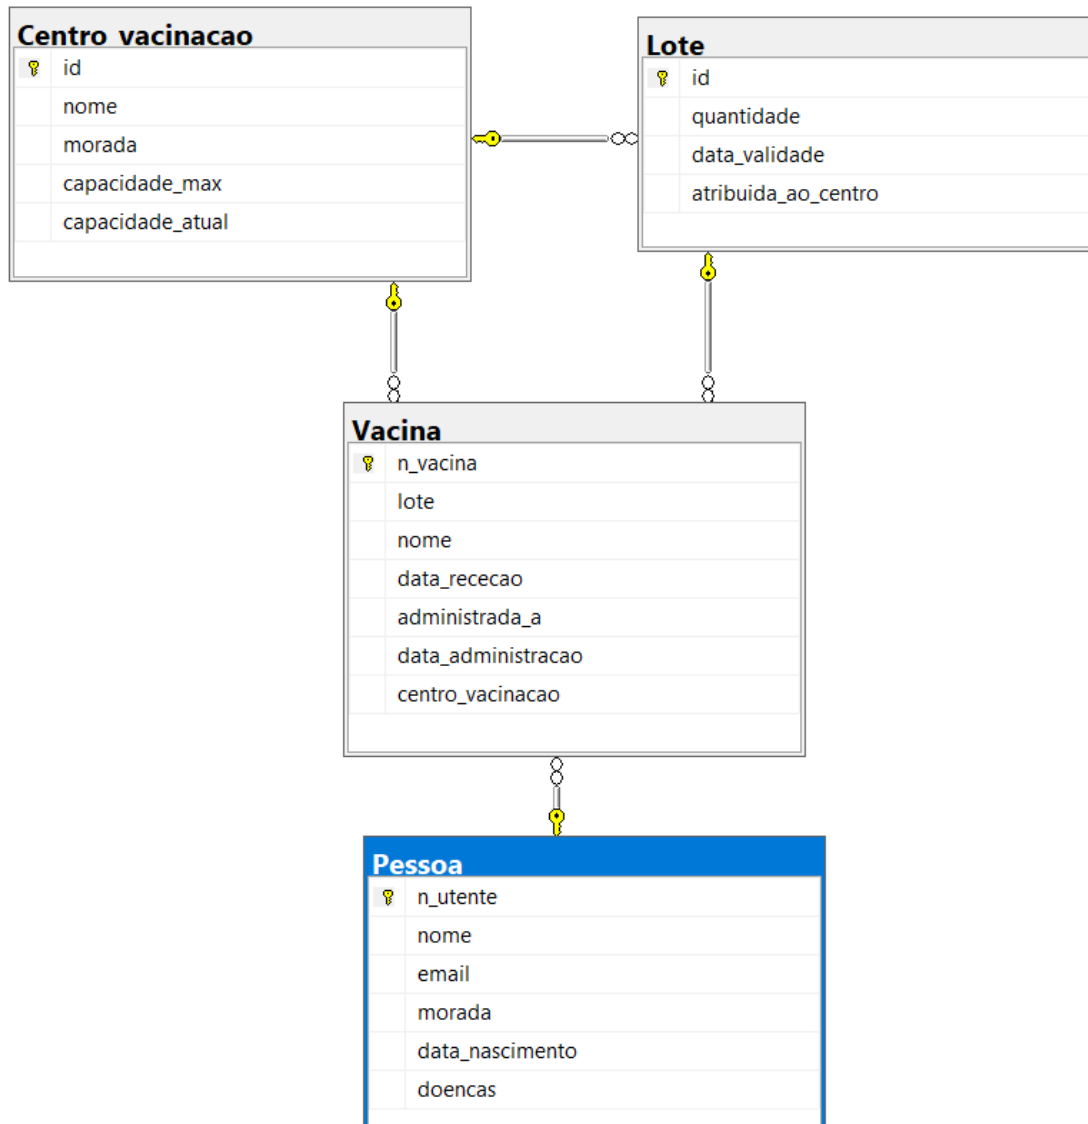 Centro_vacinacao
id
nome
morada
capacidade_max
capacidade_atual
Lote
id
quantidade
data_validade
atribuida_ao_centro
Vacina
n_vacina
lote
nome
data_rececao
administrada_a
data_administracao
centro_vacinacao
Pessoa
n_utente
nome
email
morada
data_nascimento
doencas